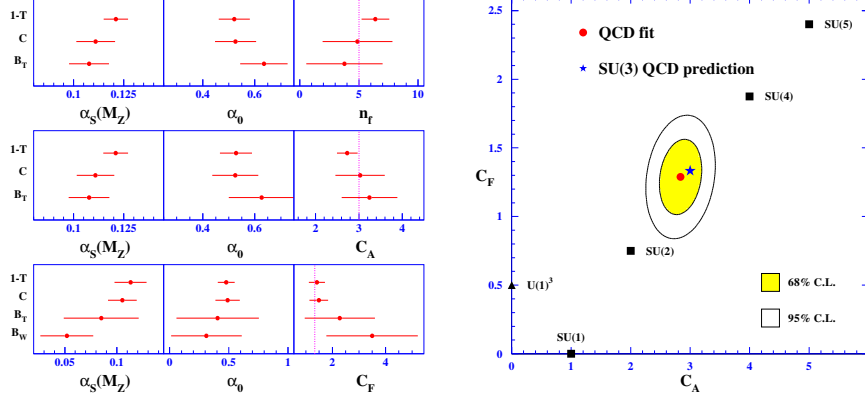 1-T
C
B_T
0.1 0.125
0.4 0.6
0 5 10
α_S(M_Z)
α_0
n_f
1-T
C
B_T
0.1 0.125
0.4 0.6
2 3 4
α_S(M_Z)
α_0
C_A
1-T
C
B_T
B_W
0.05 0.1
0 0.5 1
2 4
α_S(M_Z)
α_0
C_F
2.5
2
1.5
1
0.5
0
C_F
QCD fit
SU(3) QCD prediction
SU(5)
SU(4)
SU(2)
U(1)³
SU(1)
68% C.L.
95% C.L.
0 1 2 3 4 5
C_A